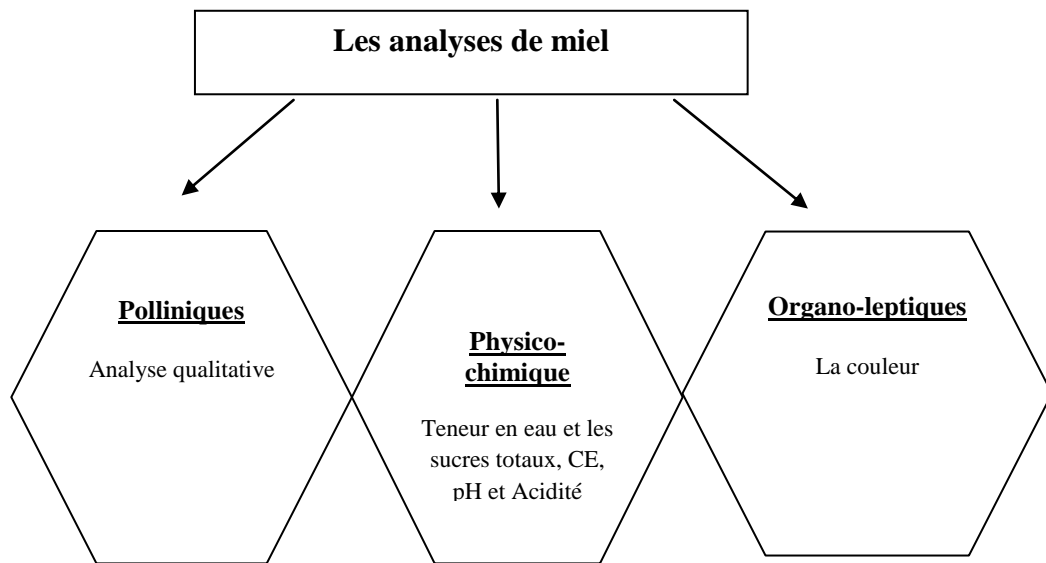 Les analyses de miel
Polliniques
Analyse qualitative
Physico-
chimique
Teneur en eau et les
sucres totaux, CE,
pH et Acidité
Organo-leptiques
La couleur